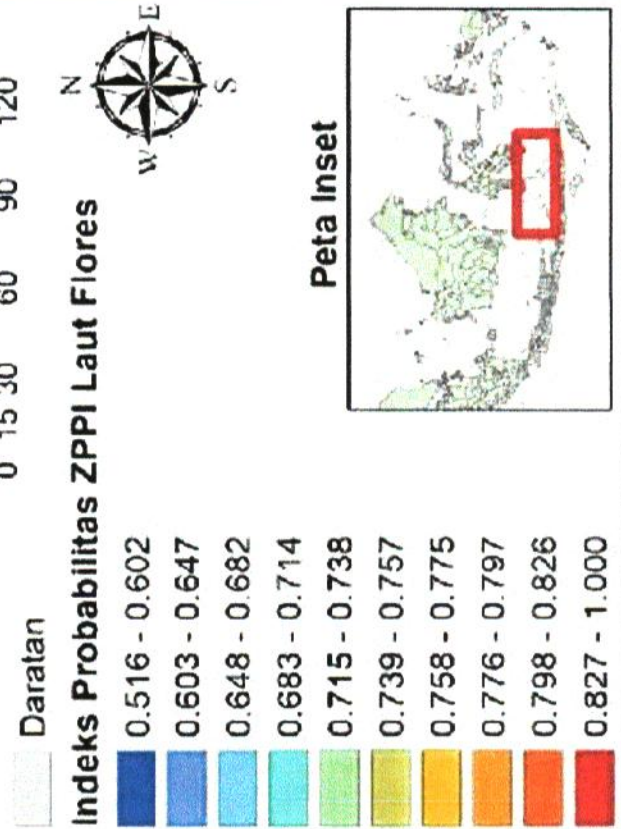 0 15 30 60 90 120
Daratan
Indeks Probabilitas ZPPI Laut Flores
0.516 - 0.602
0.603 - 0.647
0.648 - 0.682
0.683 - 0.714
0.715 - 0.738
0.739 - 0.757
0.758 - 0.775
0.776 - 0.797
0.798 - 0.826
0.827 - 1.000
N
W E
S
Peta Inset